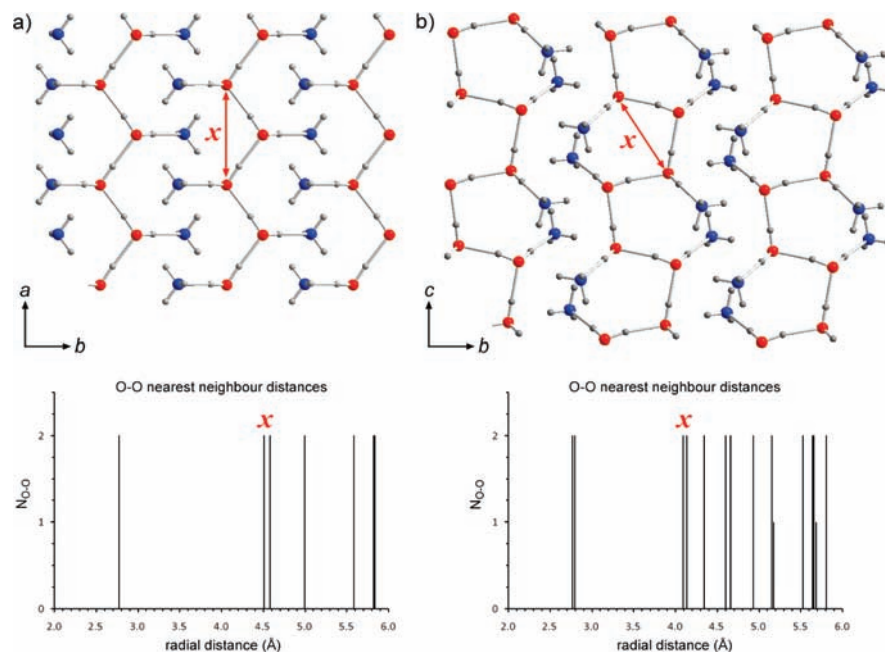 a)
x
a
b
b)
x
c
b
O-O nearest neighbour distances
x
2
1
0
N O-O
2.0 2.5 3.0 3.5 4.0 4.5 5.0 5.5 6.0
radial distance (Å)
O-O nearest neighbour distances
x
2
1
0
N O-O
2.0 2.5 3.0 3.5 4.0 4.5 5.0 5.5 6.0
radial distance (Å)